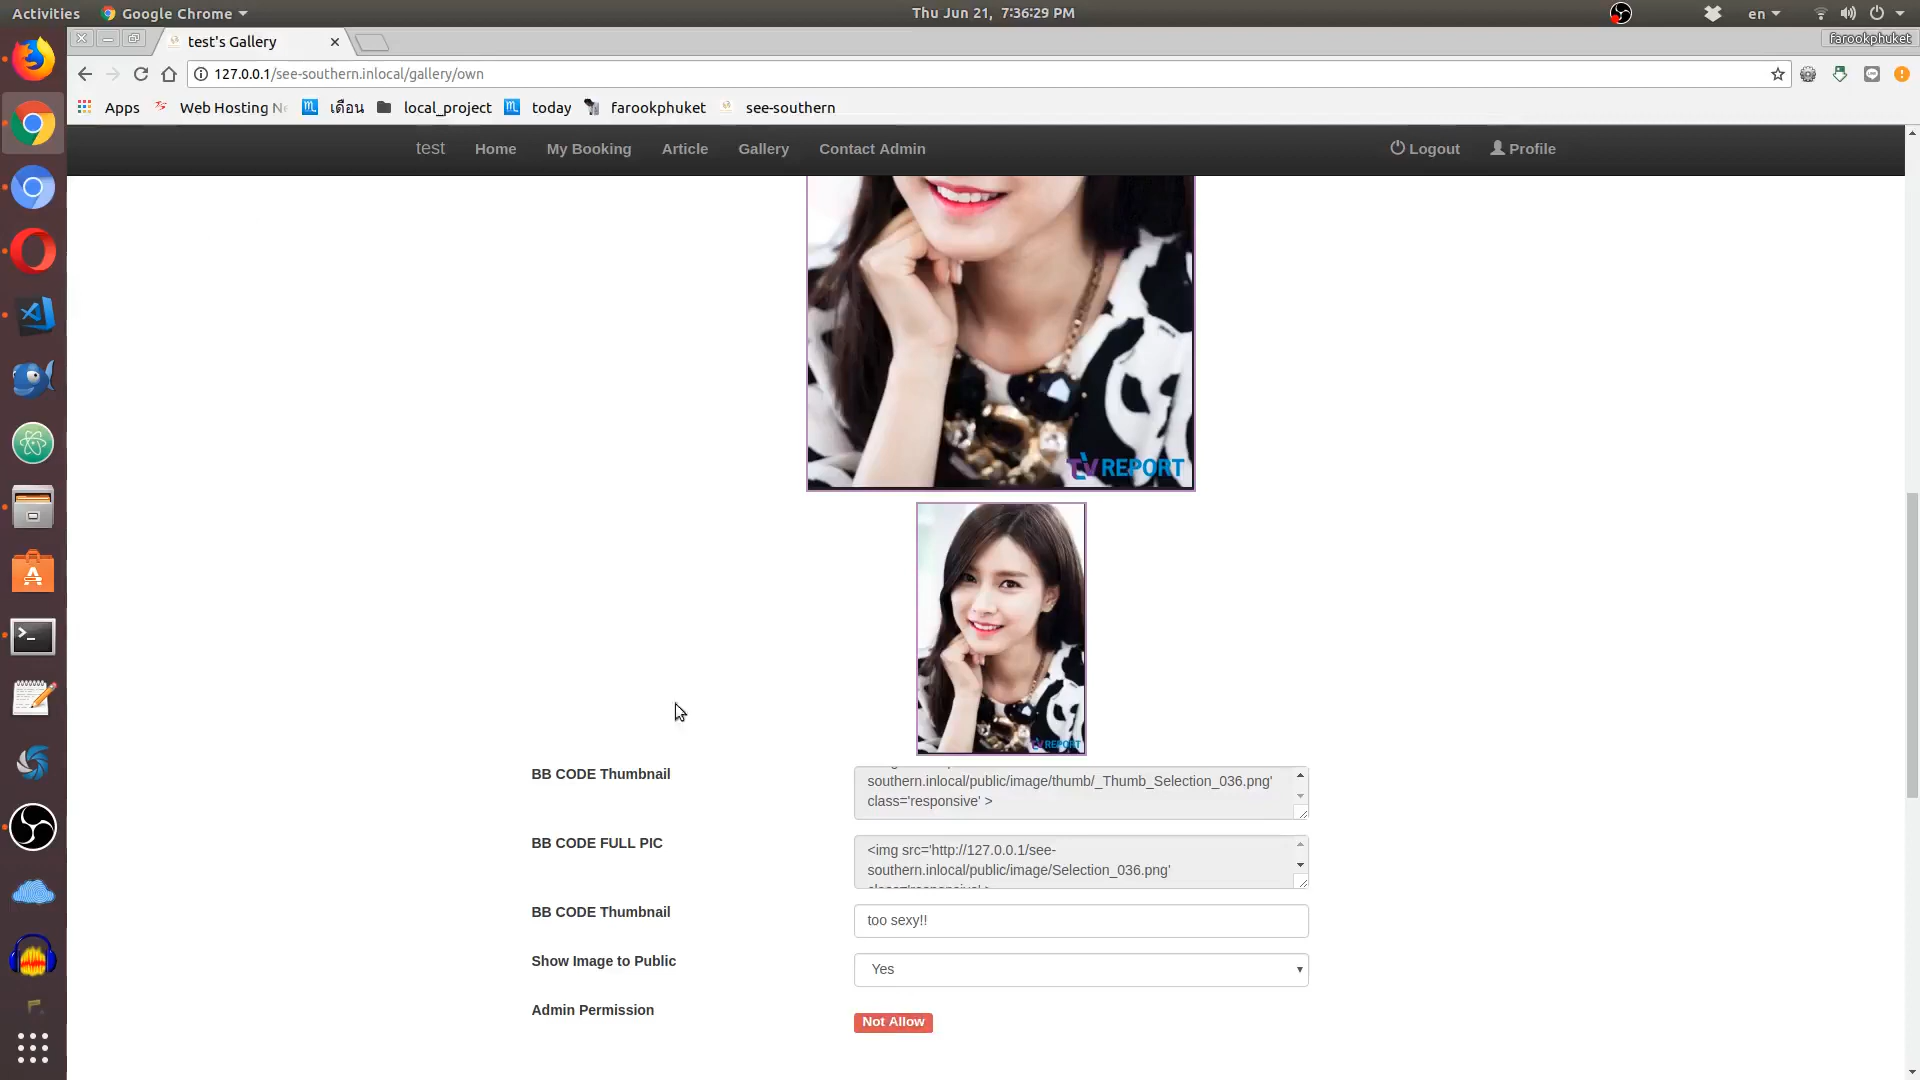 Activities
Google Chrome
Thu Jun 21, 7:36:29 PM
en
test's Gallery
farookphuket
127.0.0.1/see-southern.inlocal/gallery/own
Apps
Web Hosting Ne
เดือน
local_project
today
farookphuket
see-southern
test
Home
My Booking
Article
Gallery
Contact Admin
Logout
Profile
tvREPORT
tvREPORT
BB CODE Thumbnail
southern.inlocal/public/image/thumb/_Thumb_Selection_036.png'
class='responsive' >
BB CODE FULL PIC
<img src='http://127.0.0.1/see-
southern.inlocal/public/image/Selection_036.png'
BB CODE Thumbnail
too sexy!!
Show Image to Public
Yes
Admin Permission
Not Allow